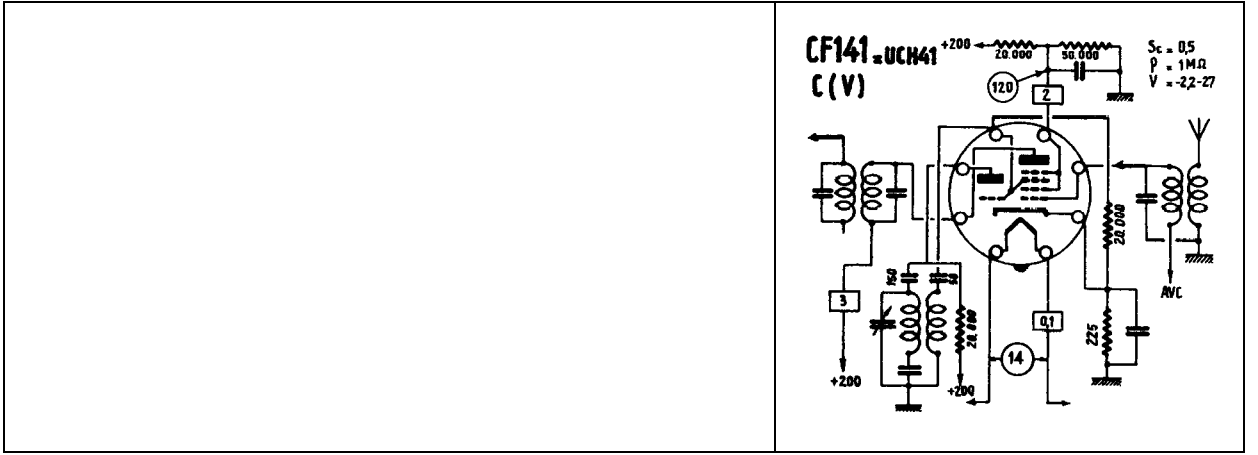 CF141 = UCH41
C (V)
+200
20.000
50.000
120
2
Sc = 0,5
ρ = 1MΩ
V = -2,2-27
20.000
AVC
150
50
3
+200
20.000
+200
0,1
14
225